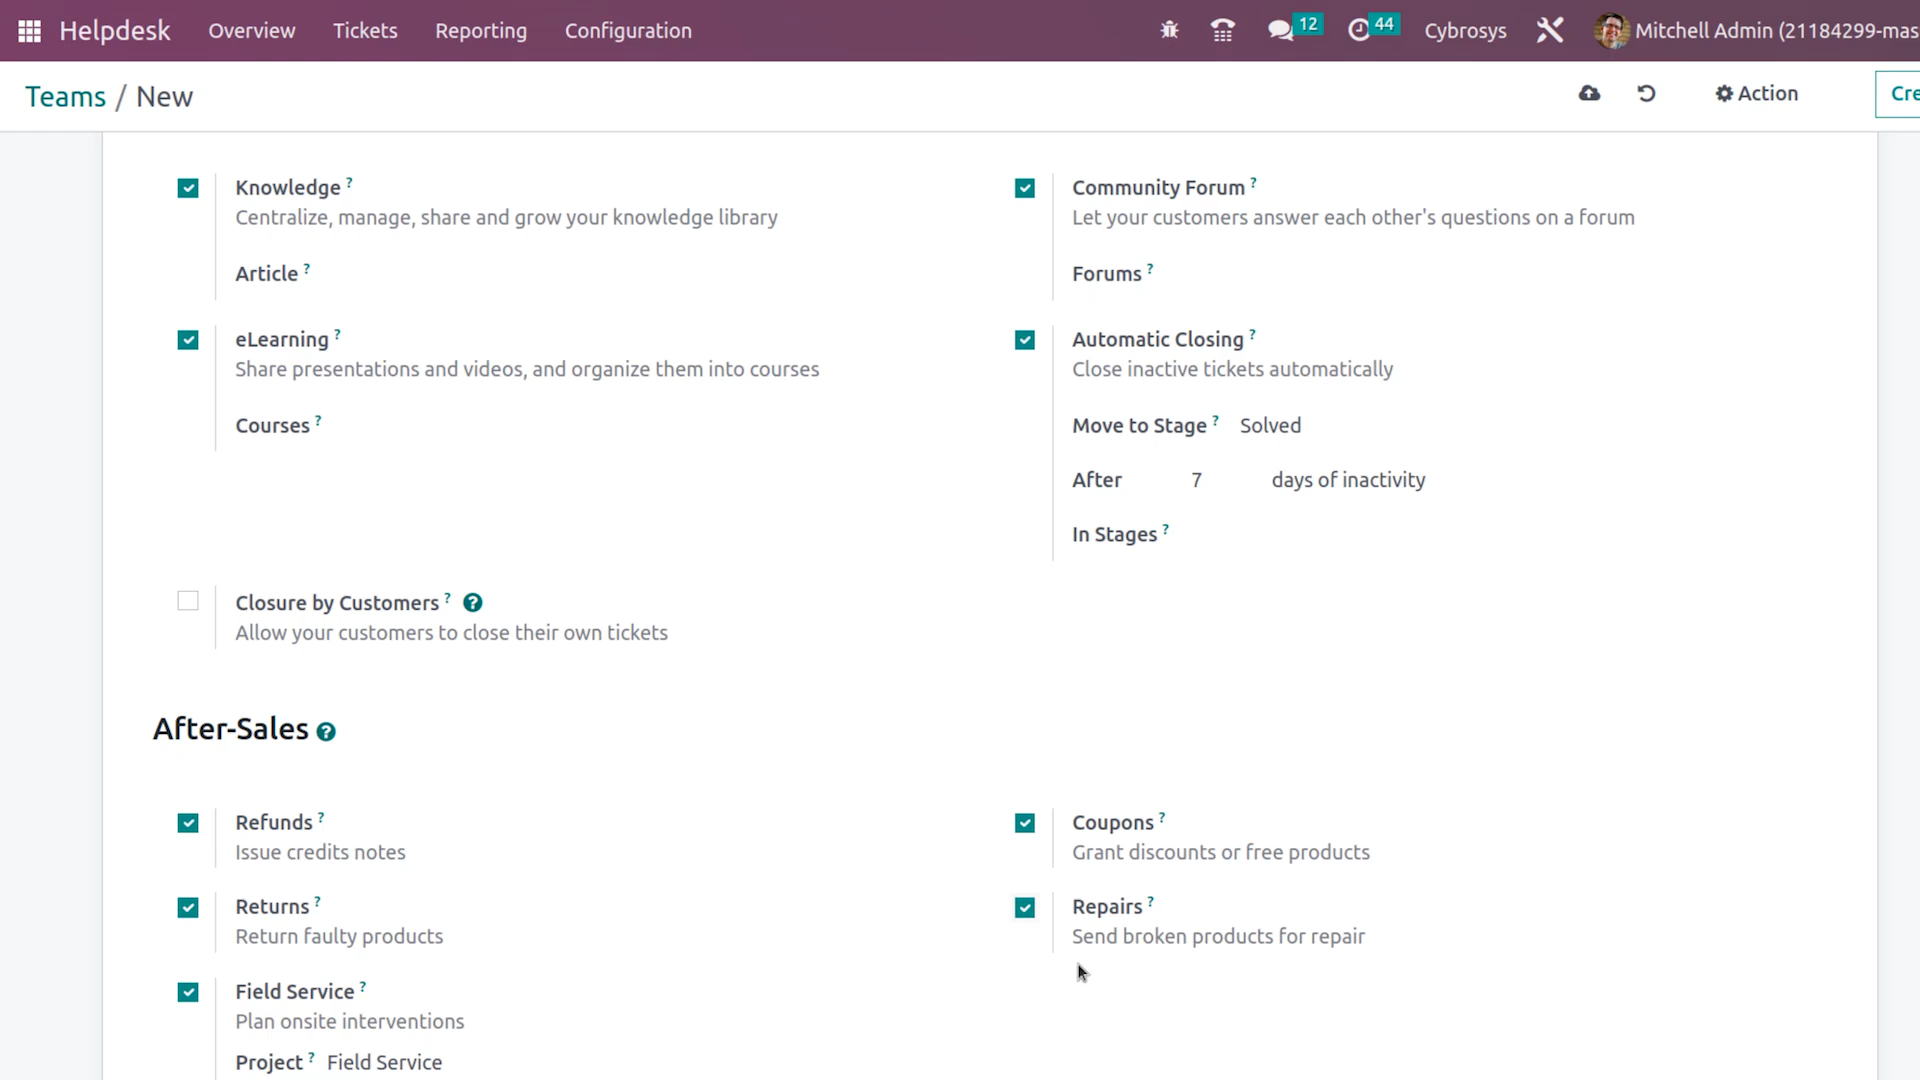 Helpdesk Overview Tickets Reporting Configuration 12 44 Cybrosys Mitchell Admin (21184299-mas
Teams / New Action Cre
Knowledge ?
Centralize, manage, share and grow your knowledge library
Article ?
Community Forum ?
Let your customers answer each other's questions on a forum
Forums ?
eLearning ?
Share presentations and videos, and organize them into courses
Courses ?
Automatic Closing ?
Close inactive tickets automatically
Move to Stage ? Solved
After 7 days of inactivity
In Stages ?
Closure by Customers ? ?
Allow your customers to close their own tickets
After-Sales ?
Refunds ?
Issue credits notes
Coupons ?
Grant discounts or free products
Returns ?
Return faulty products
Repairs ?
Send broken products for repair
Field Service ?
Plan onsite interventions
Project ? Field Service